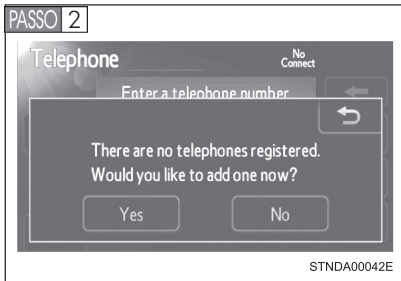 PASSO 2
Telephone
No
Connect
Enter a telephone number
There are no telephones registered.
Would you like to add one now?
Yes
No
STNDA00042E